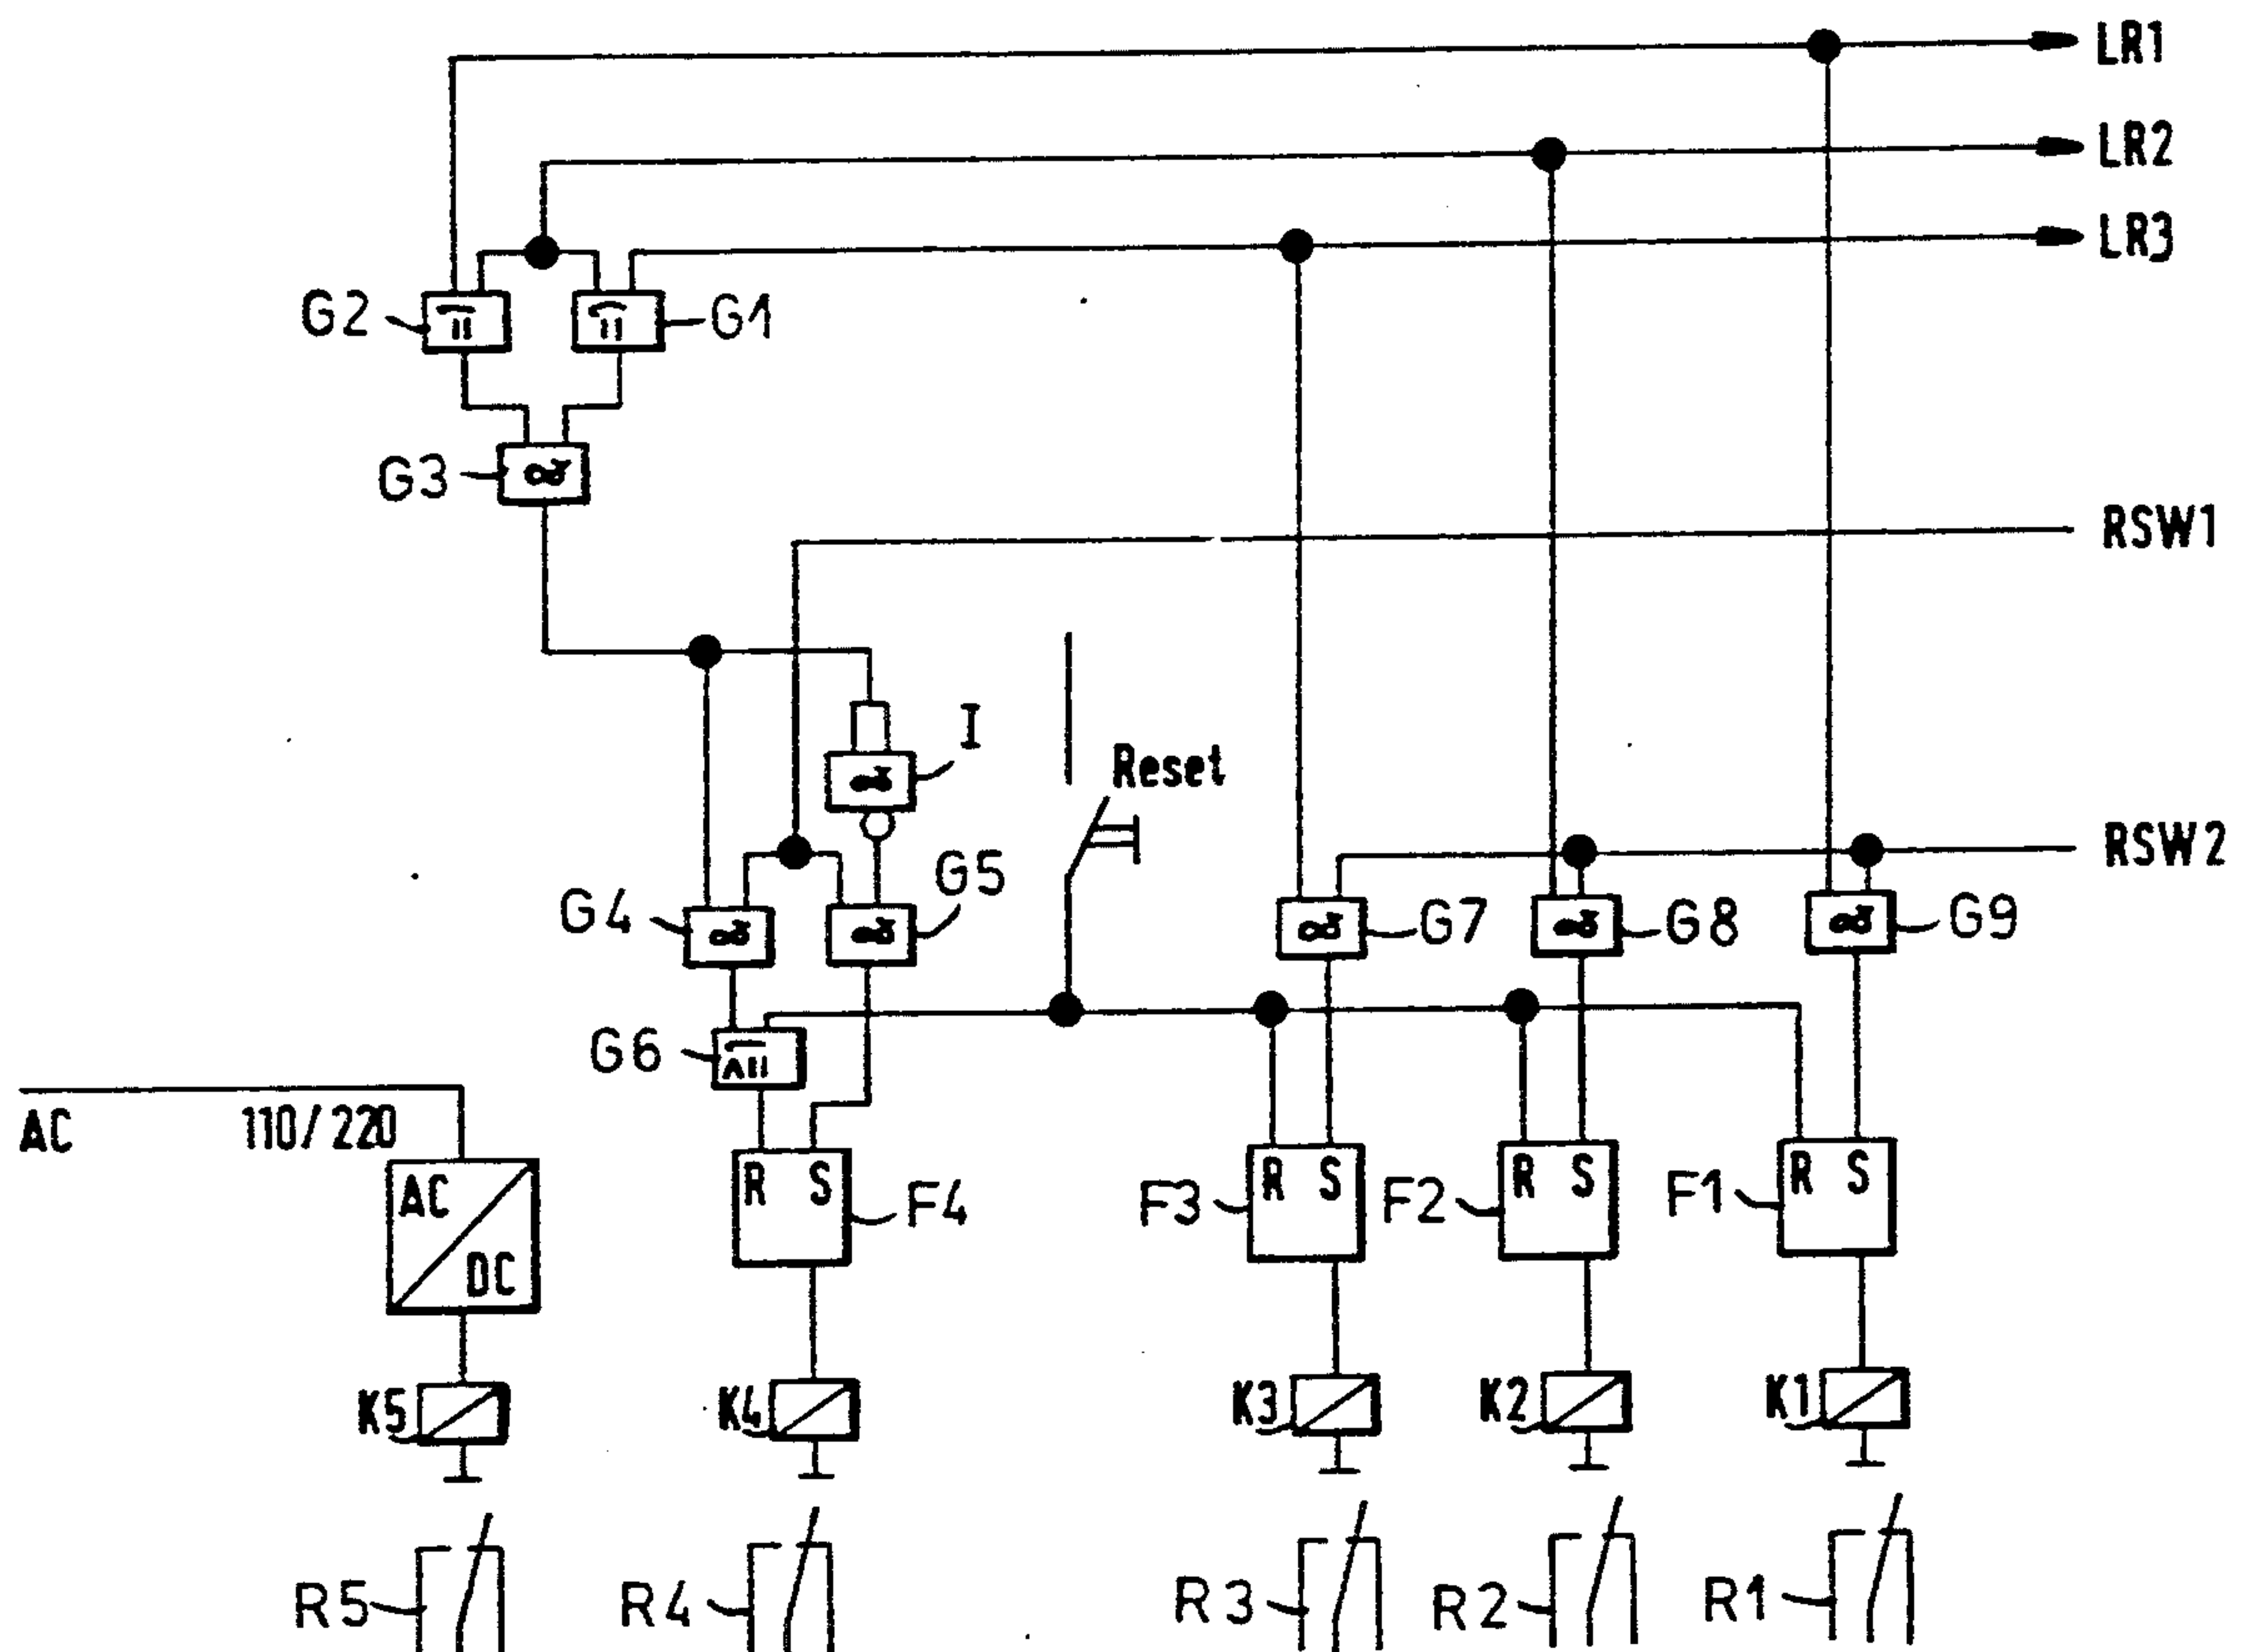 LR1
LR2
LR3
G2
G1
G3
RSW1
I
Reset
RSW2
G4
G5
G7
G8
G9
G6
AC
110/220
AC
DC
R S
F4
F3
R S
F2
R S
F1
R S
K5
K4
K3
K2
K1
R5
R4
R3
R2
R1